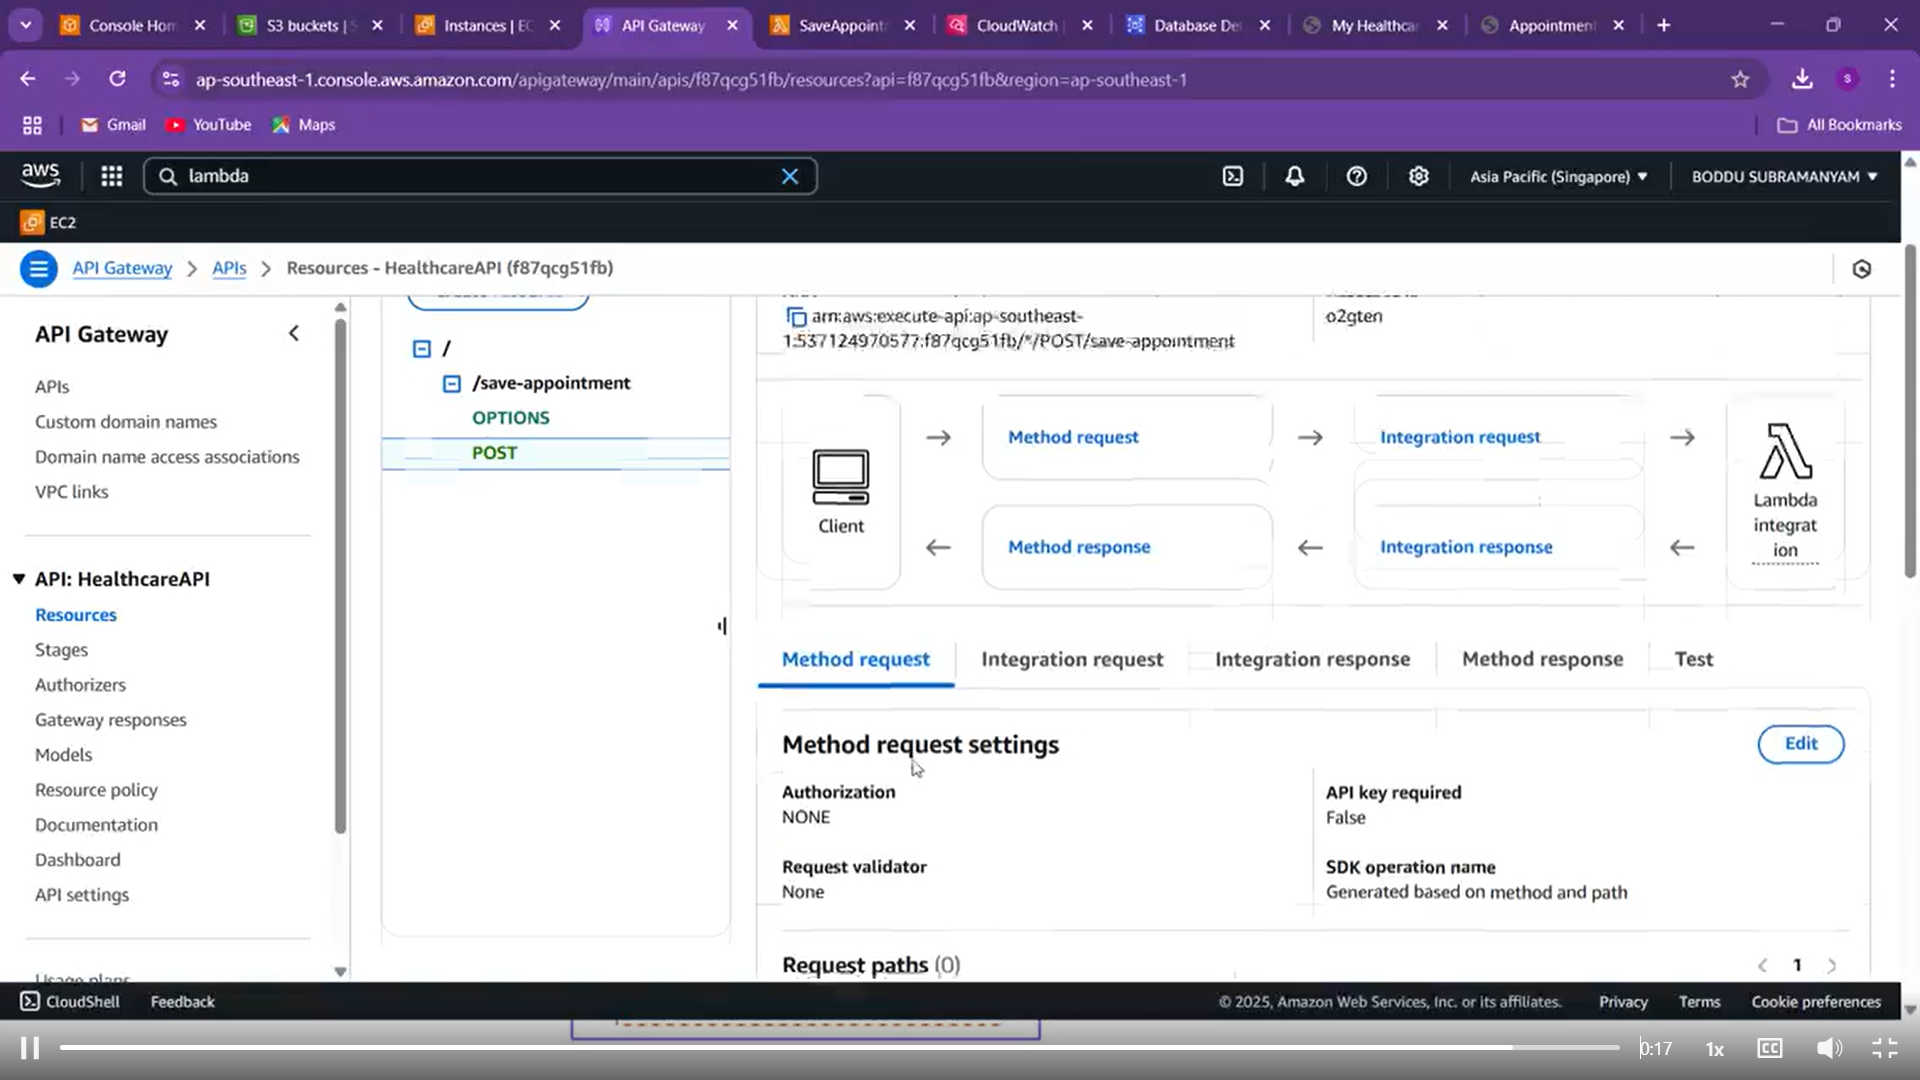 Console Hom
S3 buckets | S
Instances | EC
API Gateway
SaveAppoint
CloudWatch
Database De
My Healthca
Appointmen
ap-southeast-1.console.aws.amazon.com/apigateway/main/apis/f87qcg51fb/resources?api=f87qcg51fb&region=ap-southeast-1
S
Gmail
YouTube
Maps
All Bookmarks
aws
lambda
Asia Pacific (Singapore)
BODDU SUBRAMANYAM
EC2
API Gateway
APIs
Resources - HealthcareAPI (f87qcg51fb)
API Gateway
APIs
Custom domain names
Domain name access associations
VPC links
API: HealthcareAPI
Resources
Stages
Authorizers
Gateway responses
Models
Resource policy
Documentation
Dashboard
API settings
Usage plans
/
/save-appointment
OPTIONS
POST
arn:aws:execute-api:ap-southeast-
1:537124970577:f87qcg51fb/*/POST/save-appointment
o2gten
Client
Method request
Integration request
Method response
Integration response
Lambda
integrat
ion
Method request
Integration request
Integration response
Method response
Test
Method request settings
Edit
Authorization
NONE
API key required
False
Request validator
None
SDK operation name
Generated based on method and path
Request paths (0)
1
CloudShell
Feedback
© 2025, Amazon Web Services, Inc. or its affiliates.
Privacy
Terms
Cookie preferences
0:17
1x
CC